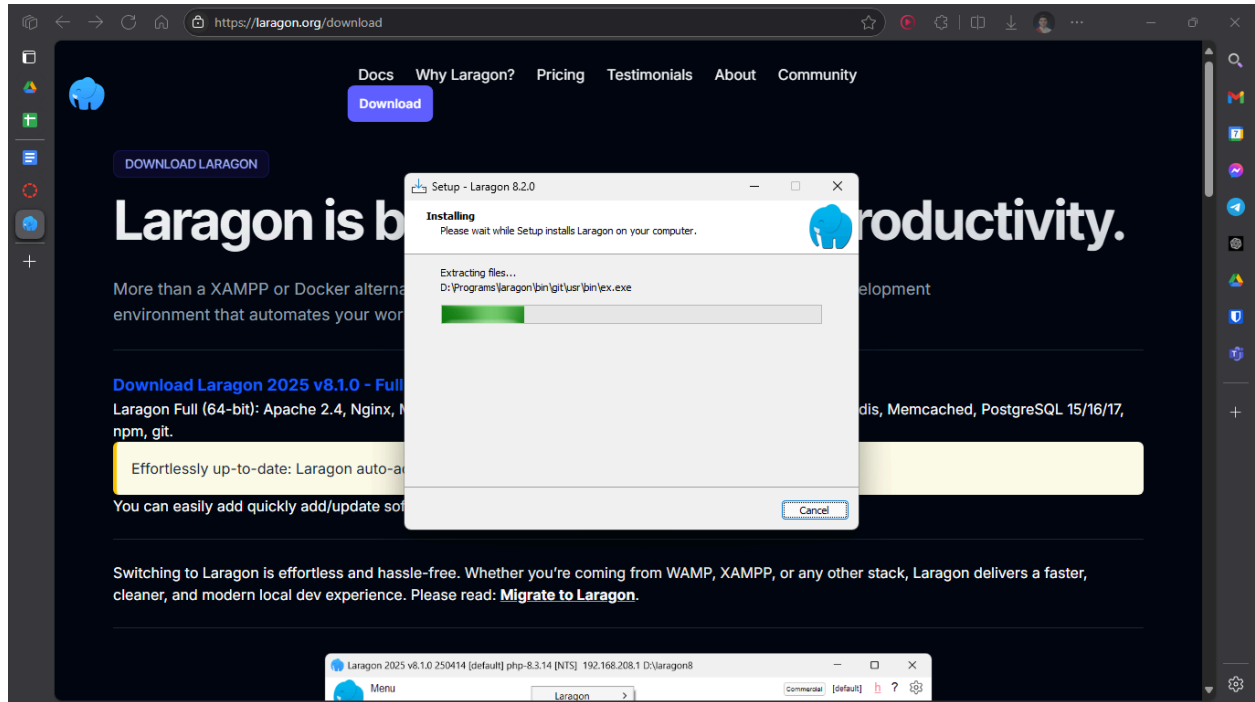 https://laragon.org/download
Docs Why Laragon? Pricing Testimonials About Community
Download
DOWNLOAD LARAGON
Laragon is b
roductivity.
More than a XAMPP or Docker alterna
elopment
environment that automates your wor
Download Laragon 2025 v8.1.0 - Full
Laragon Full (64-bit): Apache 2.4, Nginx, M
dis, Memcached, PostgreSQL 15/16/17,
npm, git.
Effortlessly up-to-date: Laragon auto-a
You can easily add quickly add/update sof
Setup - Laragon 8.2.0
Installing
Please wait while Setup installs Laragon on your computer.
Extracting files...
D:\Programs\laragon\bin\git\usr\bin\ex.exe
Cancel
Switching to Laragon is effortless and hassle-free. Whether you're coming from WAMP, XAMPP, or any other stack, Laragon delivers a faster,
cleaner, and modern local dev experience. Please read: Migrate to Laragon.
Laragon 2025 v8.1.0 250414 [default] php-8.3.14 [NTS] 192.168.208.1 D:\laragon8
Menu
Commercial [default] h ?
Laragon >
7